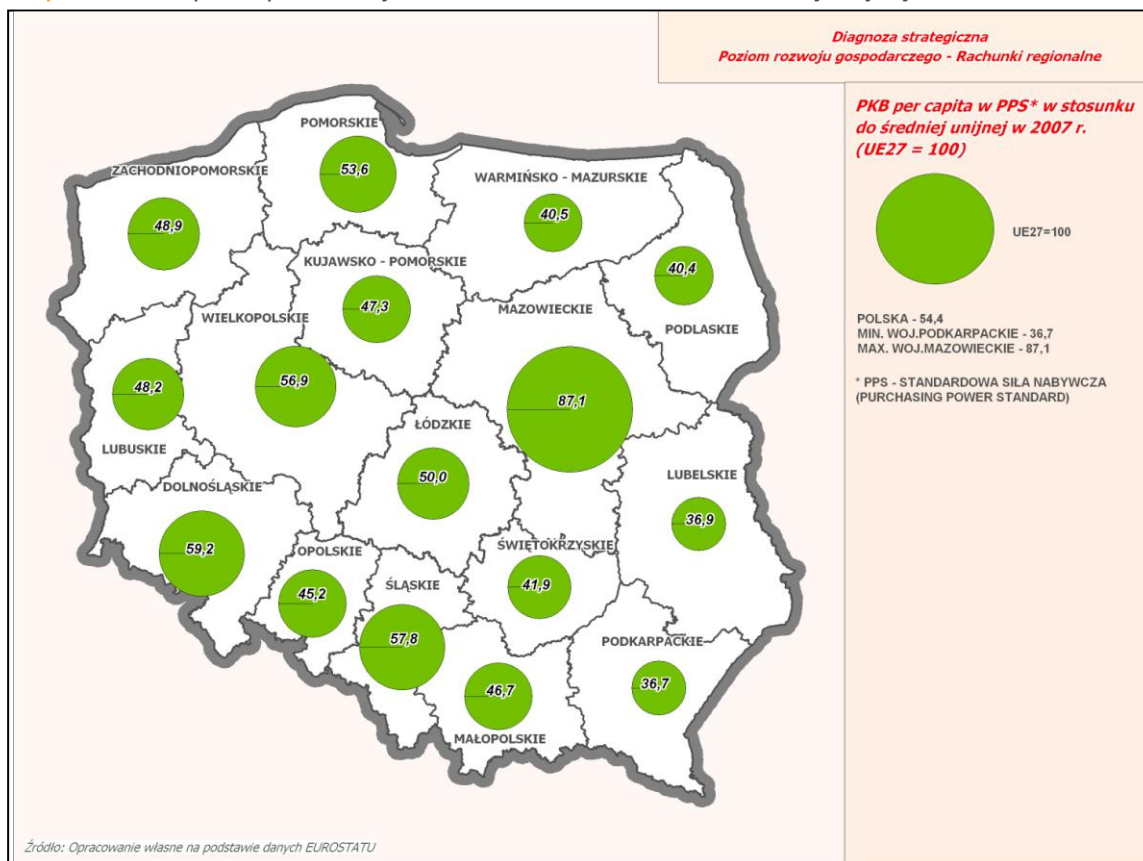 Diagnoza strategiczna
Poziom rozwoju gospodarczego - Rachunki regionalne
PKB per capita w PPS* w stosunku
do średniej unijnej w 2007 r.
(UE27 = 100)
UE27=100
POLSKA - 54,4
MIN. WOJ.PODKARPACKIE - 36,7
MAX. WOJ.MAZOWIECKIE - 87,1
* PPS - STANDARDOWA SIŁA NABYWCZA
(PURCHASING POWER STANDARD)
POMORSKIE
53,6
ZACHODNIOPOMORSKIE
48,9
WARMIŃSKO - MAZURSKIE
40,5
KUJAWSKO - POMORSKIE
47,3
40,4
PODLASKIE
MAZOWIECKIE
87,1
WIELKOPOLSKIE
56,9
48,2
LUBUSKIE
ŁÓDZKIE
50,0
LUBELSKIE
36,9
DOLNOŚLĄSKIE
59,2
OPOLSKIE
45,2
ŚLĄSKIE
57,8
ŚWIĘTOKRZYSKIE
41,9
PODKARPACKIE
36,7
46,7
MAŁOPOLSKIE
Źródło: Opracowanie własne na podstawie danych EUROSTATU